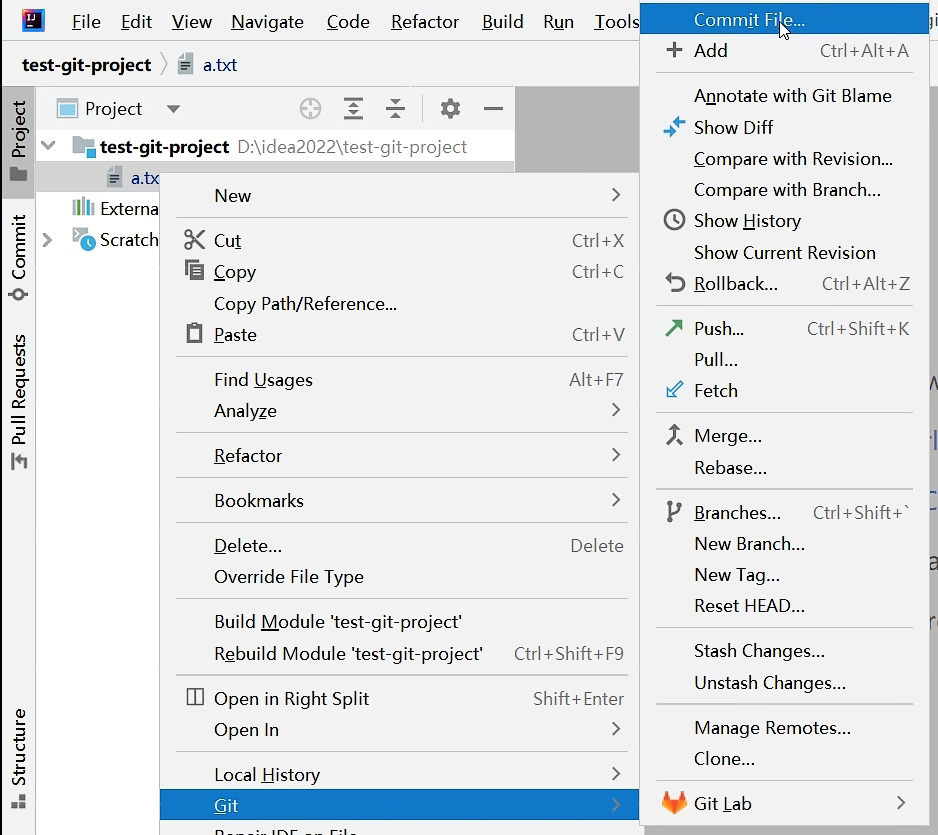 File Edit View Navigate Code Refactor Build Run Tools
test-git-project a.txt
Project
test-git-project D:\idea2022\test-git-project
a.tx
Externa
Scratch
Project
Commit
Pull Requests
Structure
New
Cut Ctrl+X
Copy Ctrl+C
Copy Path/Reference...
Paste Ctrl+V
Find Usages Alt+F7
Analyze
Refactor
Bookmarks
Delete... Delete
Override File Type
Build Module 'test-git-project'
Rebuild Module 'test-git-project' Ctrl+Shift+F9
Open in Right Split Shift+Enter
Open In
Local History
Git
Repair IDE on File
Commit File...
Add Ctrl+Alt+A
Annotate with Git Blame
Show Diff
Compare with Revision...
Compare with Branch...
Show History
Show Current Revision
Rollback... Ctrl+Alt+Z
Push... Ctrl+Shift+K
Pull...
Fetch
Merge...
Rebase...
Branches... Ctrl+Shift+`
New Branch...
New Tag...
Reset HEAD...
Stash Changes...
Unstash Changes...
Manage Remotes...
Clone...
Git Lab